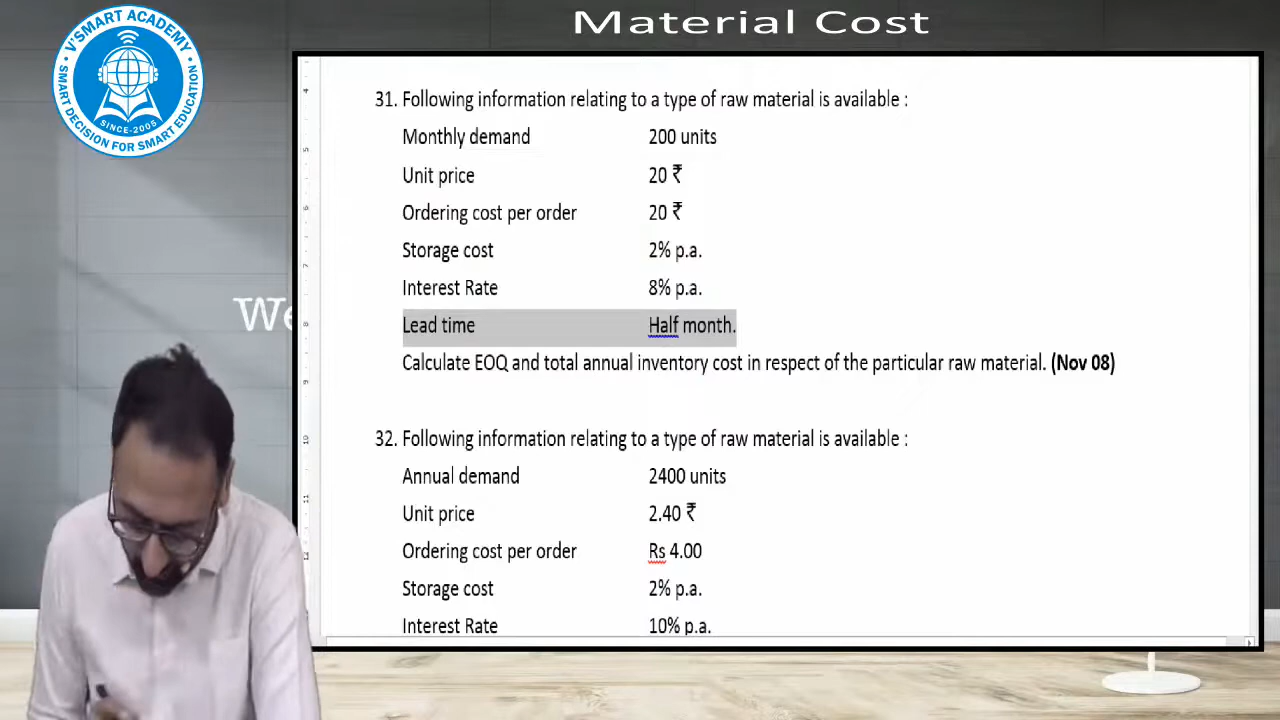 Material Cost
V'SMART ACADEMY
SINCE-2005
SMART DECISION FOR SMART EDUCATION
We
31. Following information relating to a type of raw material is available :
Monthly demand 200 units
Unit price 20 ₹
Ordering cost per order 20 ₹
Storage cost 2% p.a.
Interest Rate 8% p.a.
Lead time Half month.
Calculate EOQ and total annual inventory cost in respect of the particular raw material. (Nov 08)
32. Following information relating to a type of raw material is available :
Annual demand 2400 units
Unit price 2.40 ₹
Ordering cost per order Rs 4.00
Storage cost 2% p.a.
Interest Rate 10% p.a.